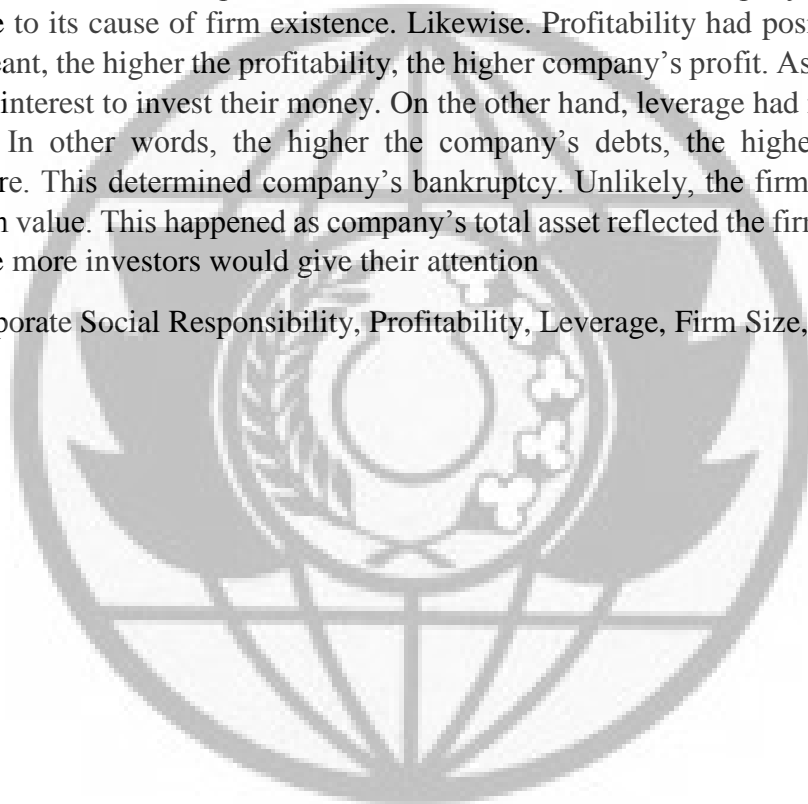 e to its cause of firm existence. Likewise. Profitability had posi
eant, the higher the profitability, the higher company's profit. As
interest to invest their money. On the other hand, leverage had
In other words, the higher the company's debts, the highe
re. This determined company's bankruptcy. Unlikely, the firm
n value. This happened as company's total asset reflected the firm
e more investors would give their attention
porate Social Responsibility, Profitability, Leverage, Firm Size,